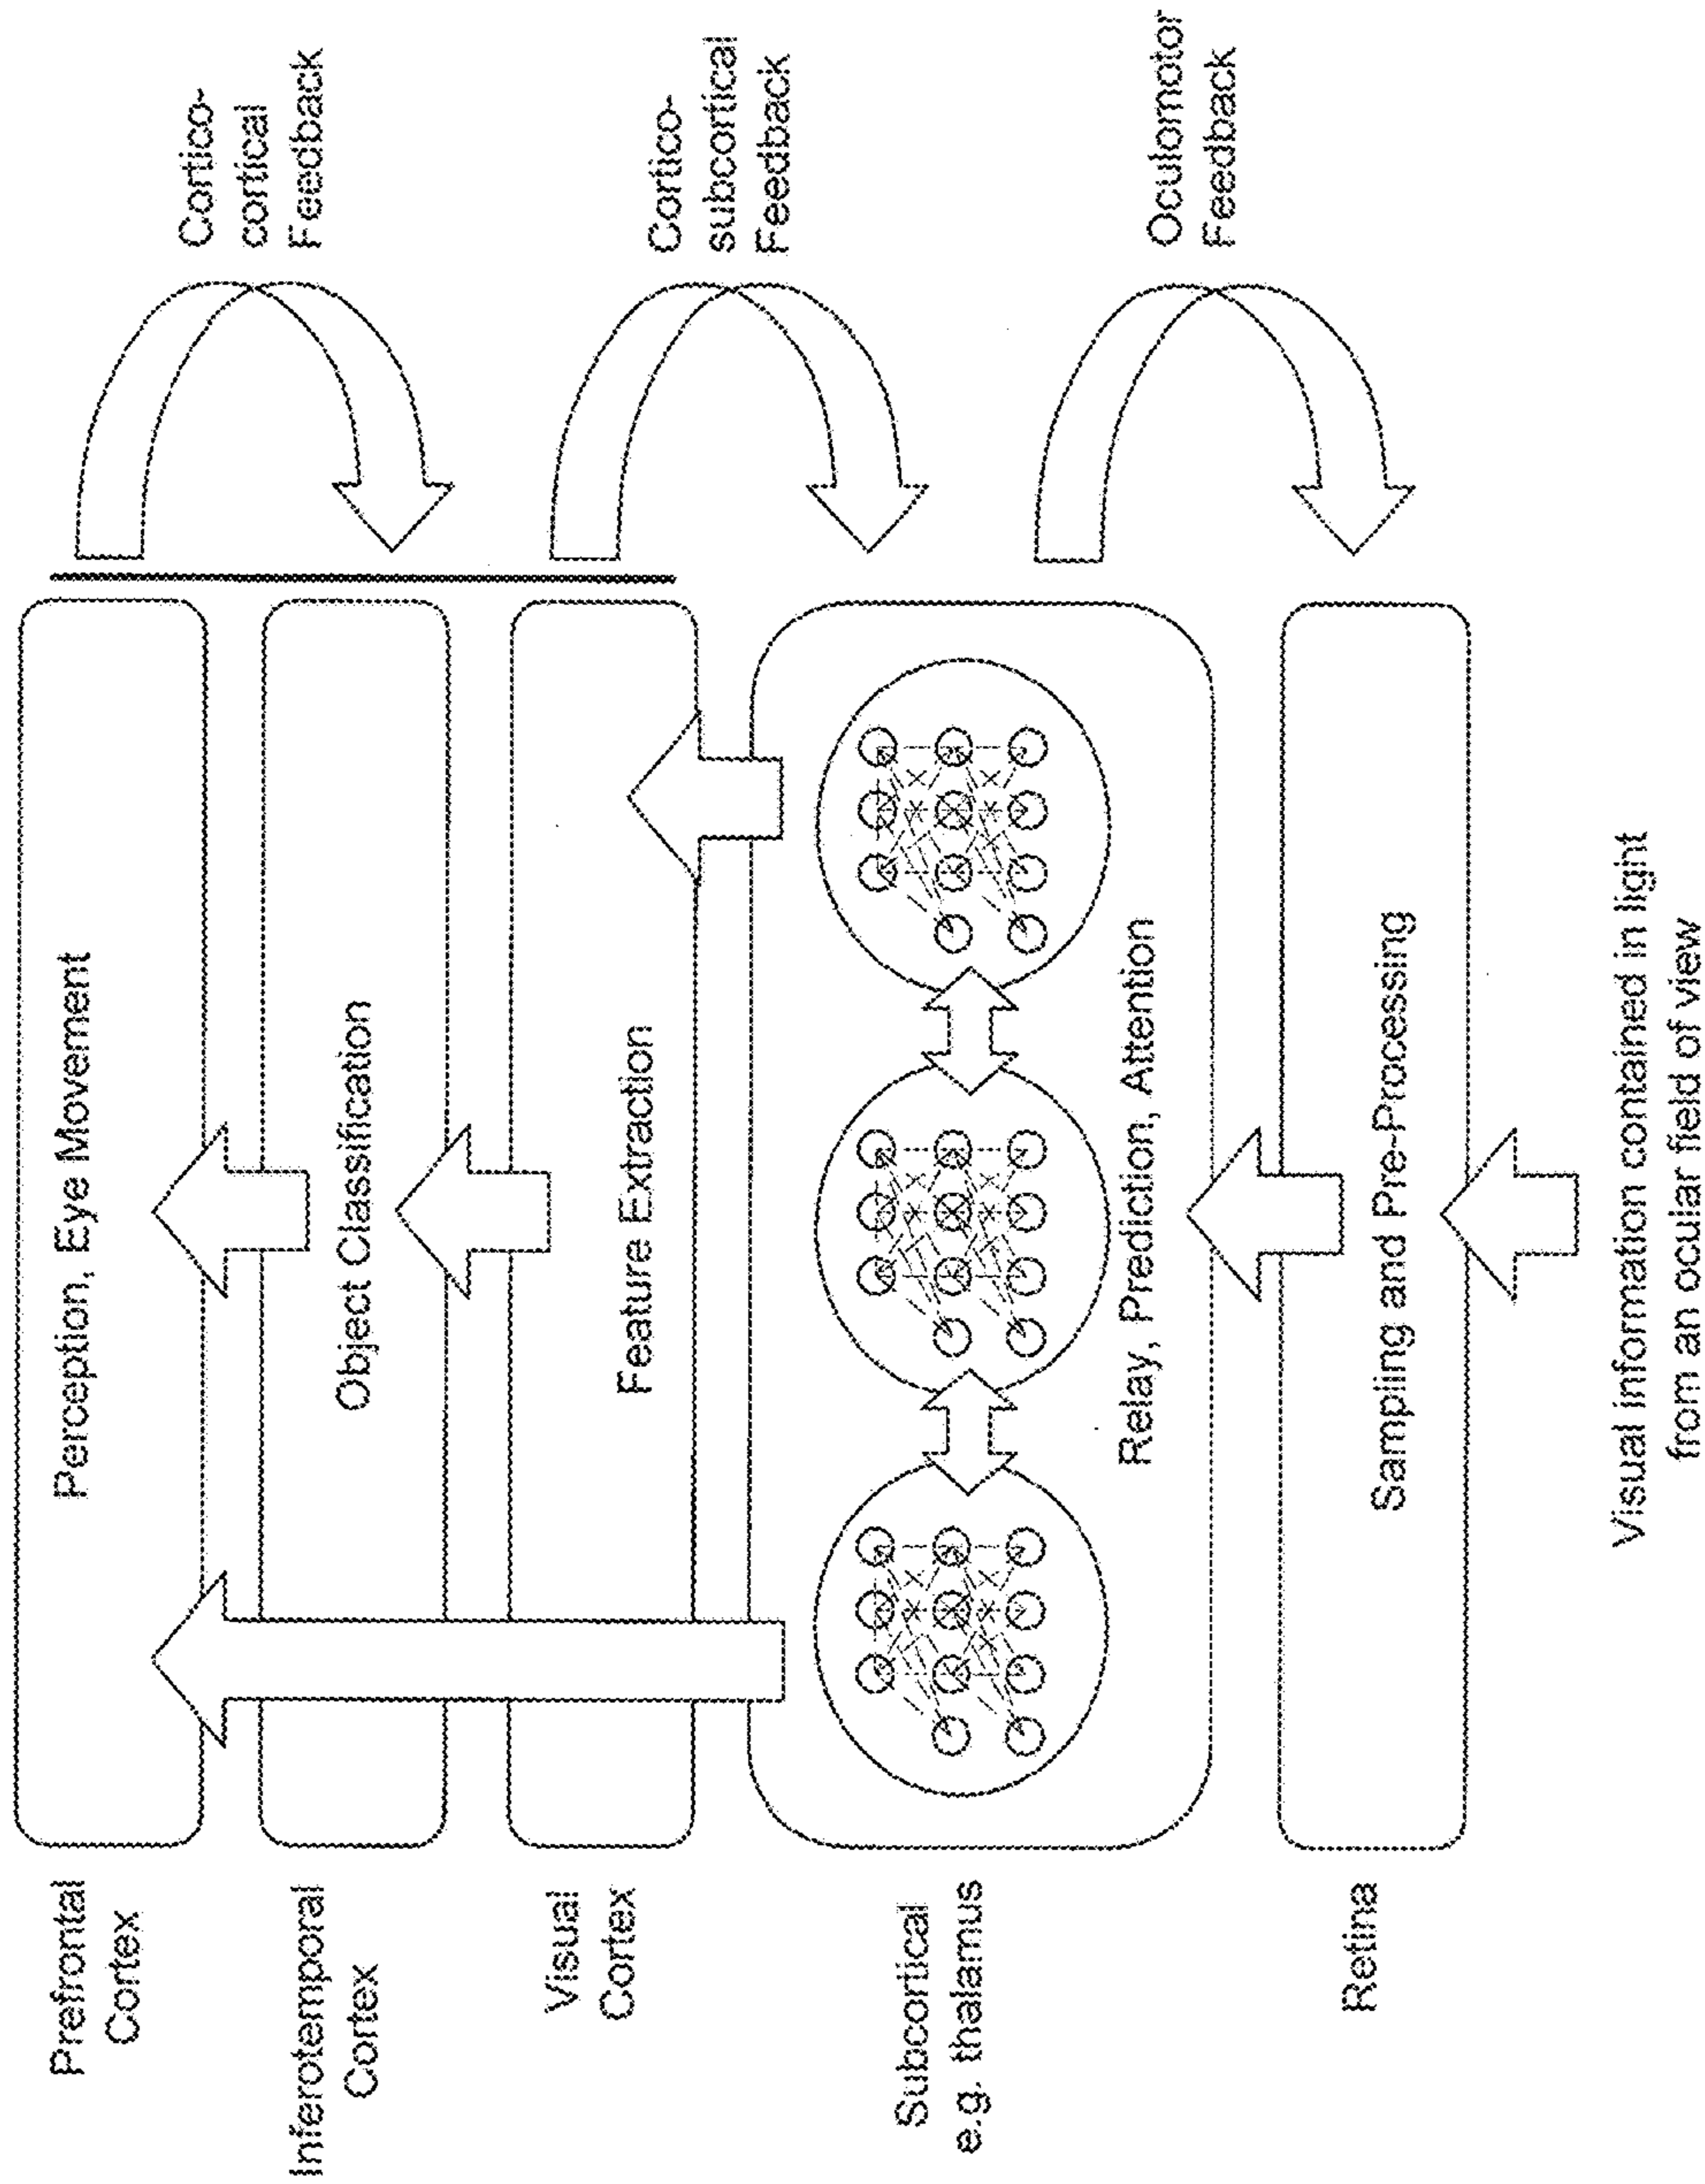 Prefrontal
Cortex
Perception, Eye Movement
Cortico-
cortical
Feedback
Inferotemporal
Cortex
Object Classification
Visual
Cortex
Feature Extraction
Cortico-
subcortical
Feedback
Subcortical
e.g. thalamus
Relay, Prediction, Attention
Oculomotor
Feedback
Retina
Sampling and Pre-Processing
Visual information contained in light
from an ocular field of view